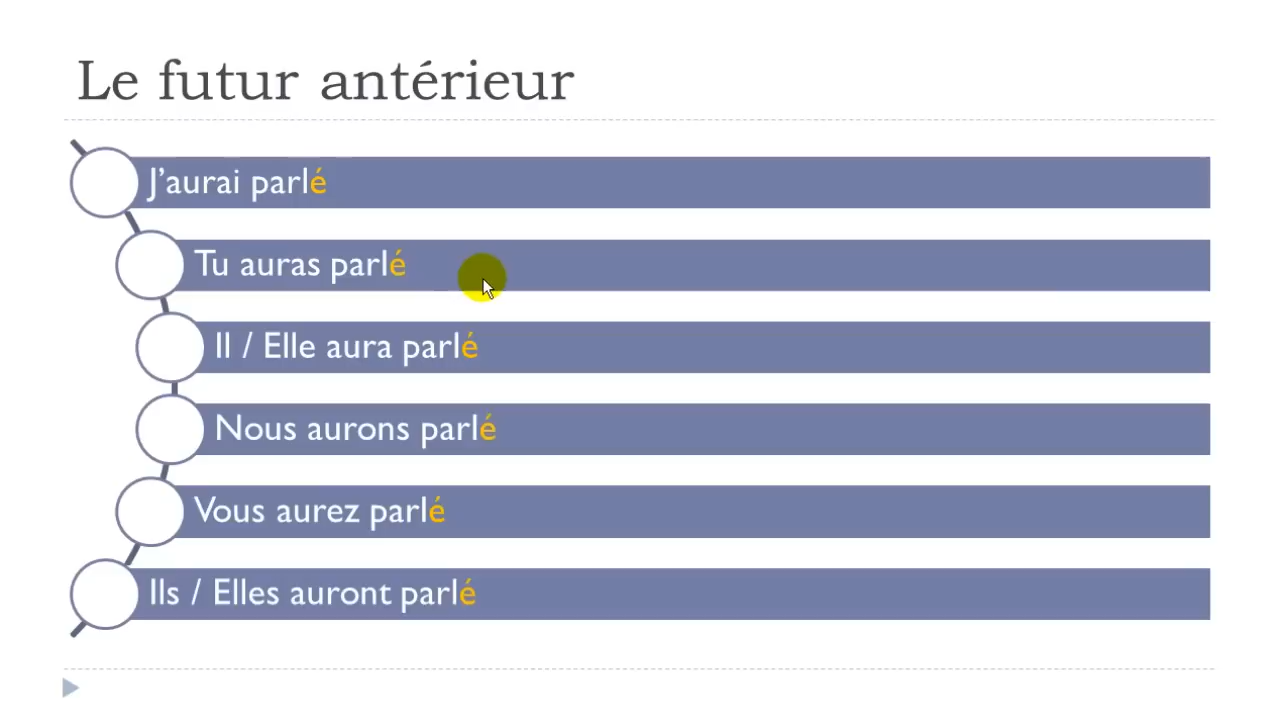 Le futur antérieur
J’aurai parlé
Tu auras parlé
Il / Elle aura parlé
Nous aurons parlé
Vous aurez parlé
Ils / Elles auront parlé